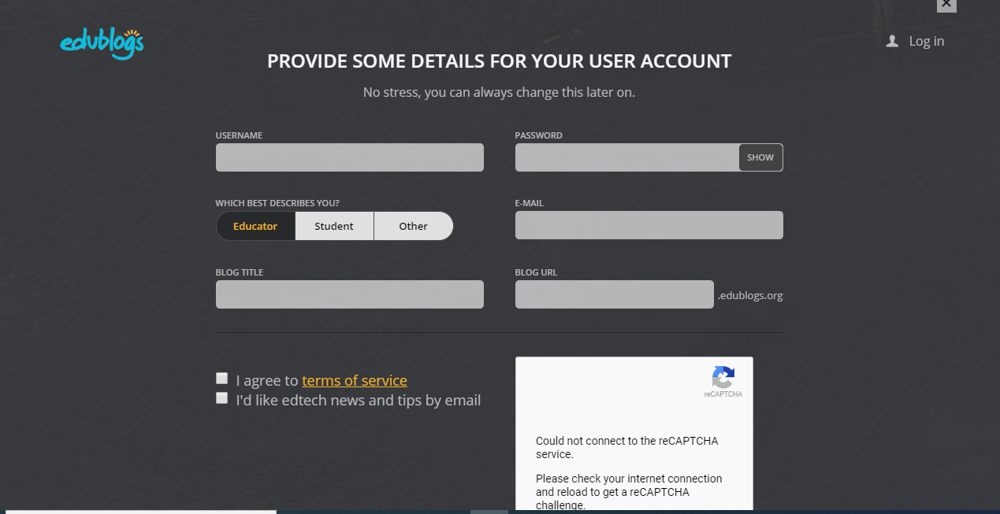 edublogs
Log in
PROVIDE SOME DETAILS FOR YOUR USER ACCOUNT
No stress, you can always change this later on.
USERNAME
PASSWORD
SHOW
WHICH BEST DESCRIBES YOU?
Educator Student Other
E-MAIL
BLOG TITLE
BLOG URL
.edublogs.org
I agree to terms of service
I'd like edtech news and tips by email
reCAPTCHA
Could not connect to the reCAPTCHA
service.
Please check your internet connection
and reload to get a reCAPTCHA
challenge.